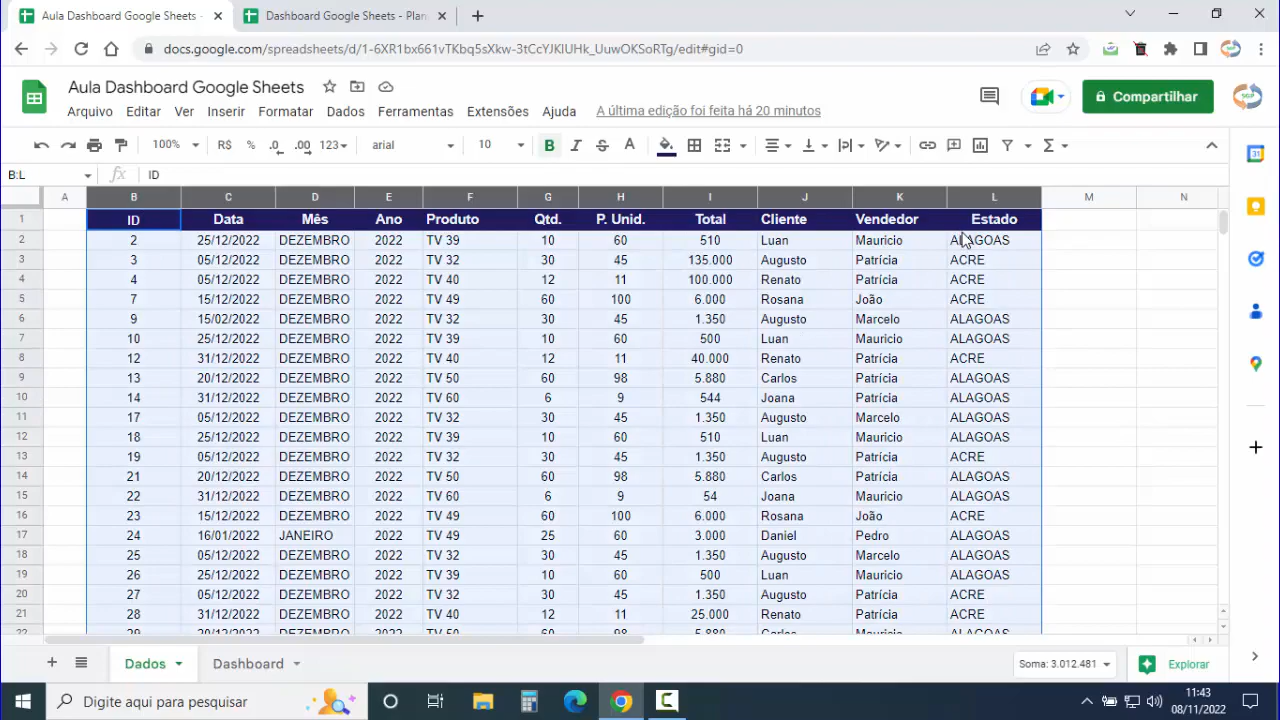 Aula Dashboard Google Sheets -
Dashboard Google Sheets - Plan
docs.google.com/spreadsheets/d/1-6XR1bx661vTKbq5sXkw-3tCcYJKlUHk_UuwOKSoRTg/edit#gid=0
Aula Dashboard Google Sheets
Arquivo Editar Ver Inserir Formatar Dados Ferramentas Extensões Ajuda A última edição foi feita há 20 minutos
Compartilhar
100% R$ % .0 .00 123 arial 10 B I S A
B:L fx ID
A B C D E F G H I J K L M N
1 ID Data Mês Ano Produto Qtd. P. Unid. Total Cliente Vendedor Estado
2 2 25/12/2022 DEZEMBRO 2022 TV 39 10 60 510 Luan Mauricio ALAGOAS
3 3 05/12/2022 DEZEMBRO 2022 TV 32 30 45 135.000 Augusto Patrícia ACRE
4 4 05/12/2022 DEZEMBRO 2022 TV 40 12 11 100.000 Renato Patrícia ACRE
5 7 15/12/2022 DEZEMBRO 2022 TV 49 60 100 6.000 Rosana João ACRE
6 9 15/02/2022 DEZEMBRO 2022 TV 32 30 45 1.350 Augusto Marcelo ALAGOAS
7 10 25/12/2022 DEZEMBRO 2022 TV 39 10 60 500 Luan Mauricio ALAGOAS
8 12 31/12/2022 DEZEMBRO 2022 TV 40 12 11 40.000 Renato Patrícia ACRE
9 13 20/12/2022 DEZEMBRO 2022 TV 50 60 98 5.880 Carlos Patrícia ALAGOAS
10 14 31/12/2022 DEZEMBRO 2022 TV 60 6 9 544 Joana Patrícia ALAGOAS
11 17 05/12/2022 DEZEMBRO 2022 TV 32 30 45 1.350 Augusto Marcelo ALAGOAS
12 18 25/12/2022 DEZEMBRO 2022 TV 39 10 60 510 Luan Mauricio ALAGOAS
13 19 05/12/2022 DEZEMBRO 2022 TV 32 30 45 1.350 Augusto Patrícia ACRE
14 21 20/12/2022 DEZEMBRO 2022 TV 50 60 98 5.880 Carlos Patrícia ALAGOAS
15 22 31/12/2022 DEZEMBRO 2022 TV 60 6 9 54 Joana Mauricio ALAGOAS
16 23 15/12/2022 DEZEMBRO 2022 TV 49 60 100 6.000 Rosana João ACRE
17 24 16/01/2022 JANEIRO 2022 TV 49 25 60 3.000 Daniel Pedro ALAGOAS
18 25 05/12/2022 DEZEMBRO 2022 TV 32 30 45 1.350 Augusto Marcelo ALAGOAS
19 26 25/12/2022 DEZEMBRO 2022 TV 39 10 60 500 Luan Mauricio ALAGOAS
20 27 05/12/2022 DEZEMBRO 2022 TV 32 30 45 1.350 Augusto Patrícia ACRE
21 28 31/12/2022 DEZEMBRO 2022 TV 40 12 11 25.000 Renato Patrícia ACRE
22 29 20/12/2022 DEZEMBRO 2022 TV 50 60 98 5.880 Carlos Mauricio ALAGOAS
Dados Dashboard Soma: 3.012.481 Explorar
Digite aqui para pesquisar
11:43
08/11/2022